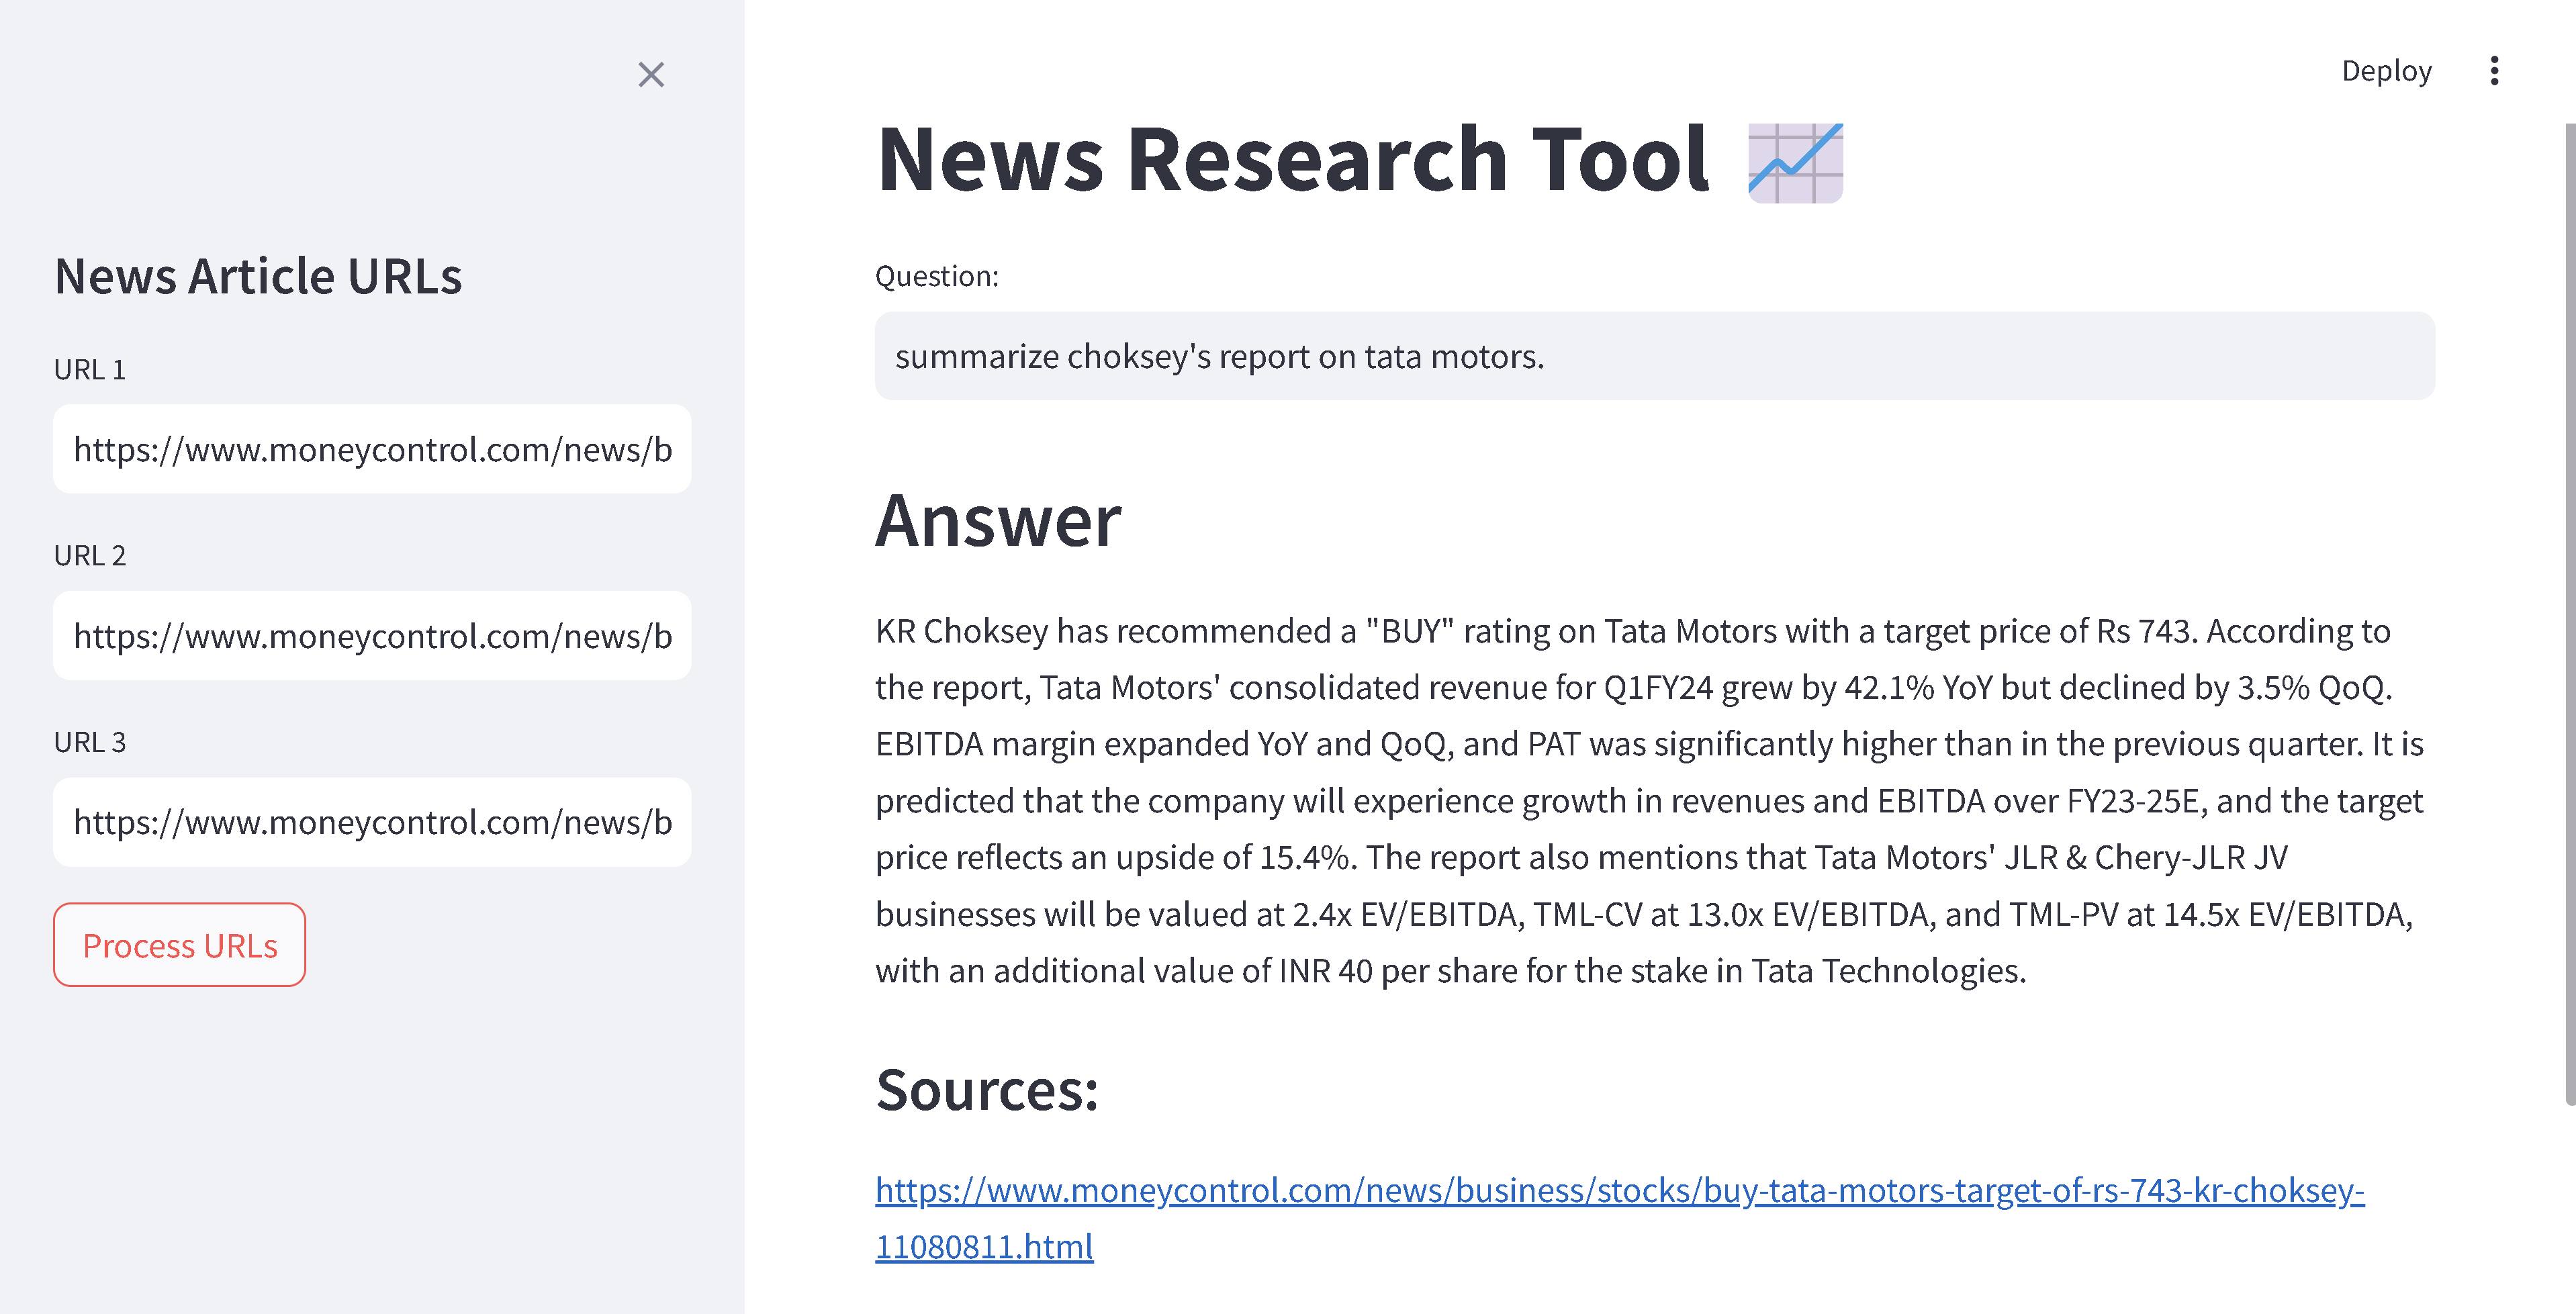 News Article URLs
URL 1
https://www.moneycontrol.com/news/b
URL 2
https://www.moneycontrol.com/news/b
URL 3
https://www.moneycontrol.com/news/b
Process URLs
Deploy
News Research Tool
Question:
summarize choksey's report on tata motors.
Answer
KR Choksey has recommended a "BUY" rating on Tata Motors with a target price of Rs 743. According to
the report, Tata Motors' consolidated revenue for Q1FY24 grew by 42.1% YoY but declined by 3.5% QoQ.
EBITDA margin expanded YoY and QoQ, and PAT was significantly higher than in the previous quarter. It is
predicted that the company will experience growth in revenues and EBITDA over FY23-25E, and the target
price reflects an upside of 15.4%. The report also mentions that Tata Motors' JLR & Chery-JLR JV
businesses will be valued at 2.4x EV/EBITDA, TML-CV at 13.0x EV/EBITDA, and TML-PV at 14.5x EV/EBITDA,
with an additional value of INR 40 per share for the stake in Tata Technologies.
Sources:
https://www.moneycontrol.com/news/business/stocks/buy-tata-motors-target-of-rs-743-kr-choksey-
11080811.html